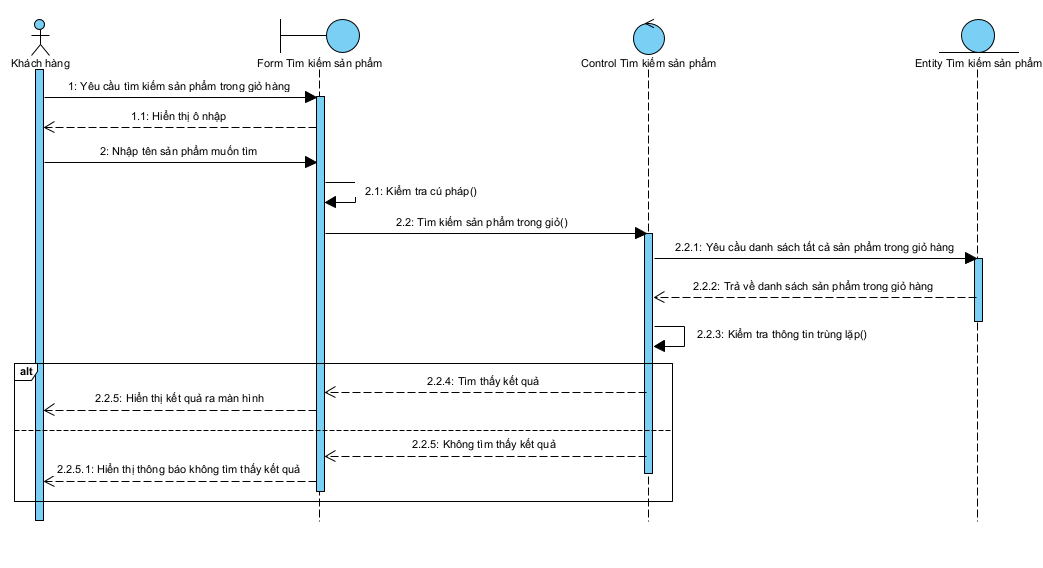 Khách hàng
Form Tìm kiếm sản phẩm
Control Tìm kiếm sản phẩm
Entity Tìm kiếm sản phẩm
1: Yêu cầu tìm kiếm sản phẩm trong giỏ hàng
1.1: Hiển thị ô nhập
2: Nhập tên sản phẩm muốn tìm
2.1: Kiểm tra cú pháp()
2.2: Tìm kiếm sản phẩm trong giỏ()
2.2.1: Yêu cầu danh sách tất cả sản phẩm trong giỏ hàng
2.2.2: Trả về danh sách sản phẩm trong giỏ hàng
2.2.3: Kiểm tra thông tin trùng lặp()
alt
2.2.4: Tìm thấy kết quả
2.2.5: Hiển thị kết quả ra màn hình
2.2.5: Không tìm thấy kết quả
2.2.5.1: Hiển thị thông báo không tìm thấy kết quả